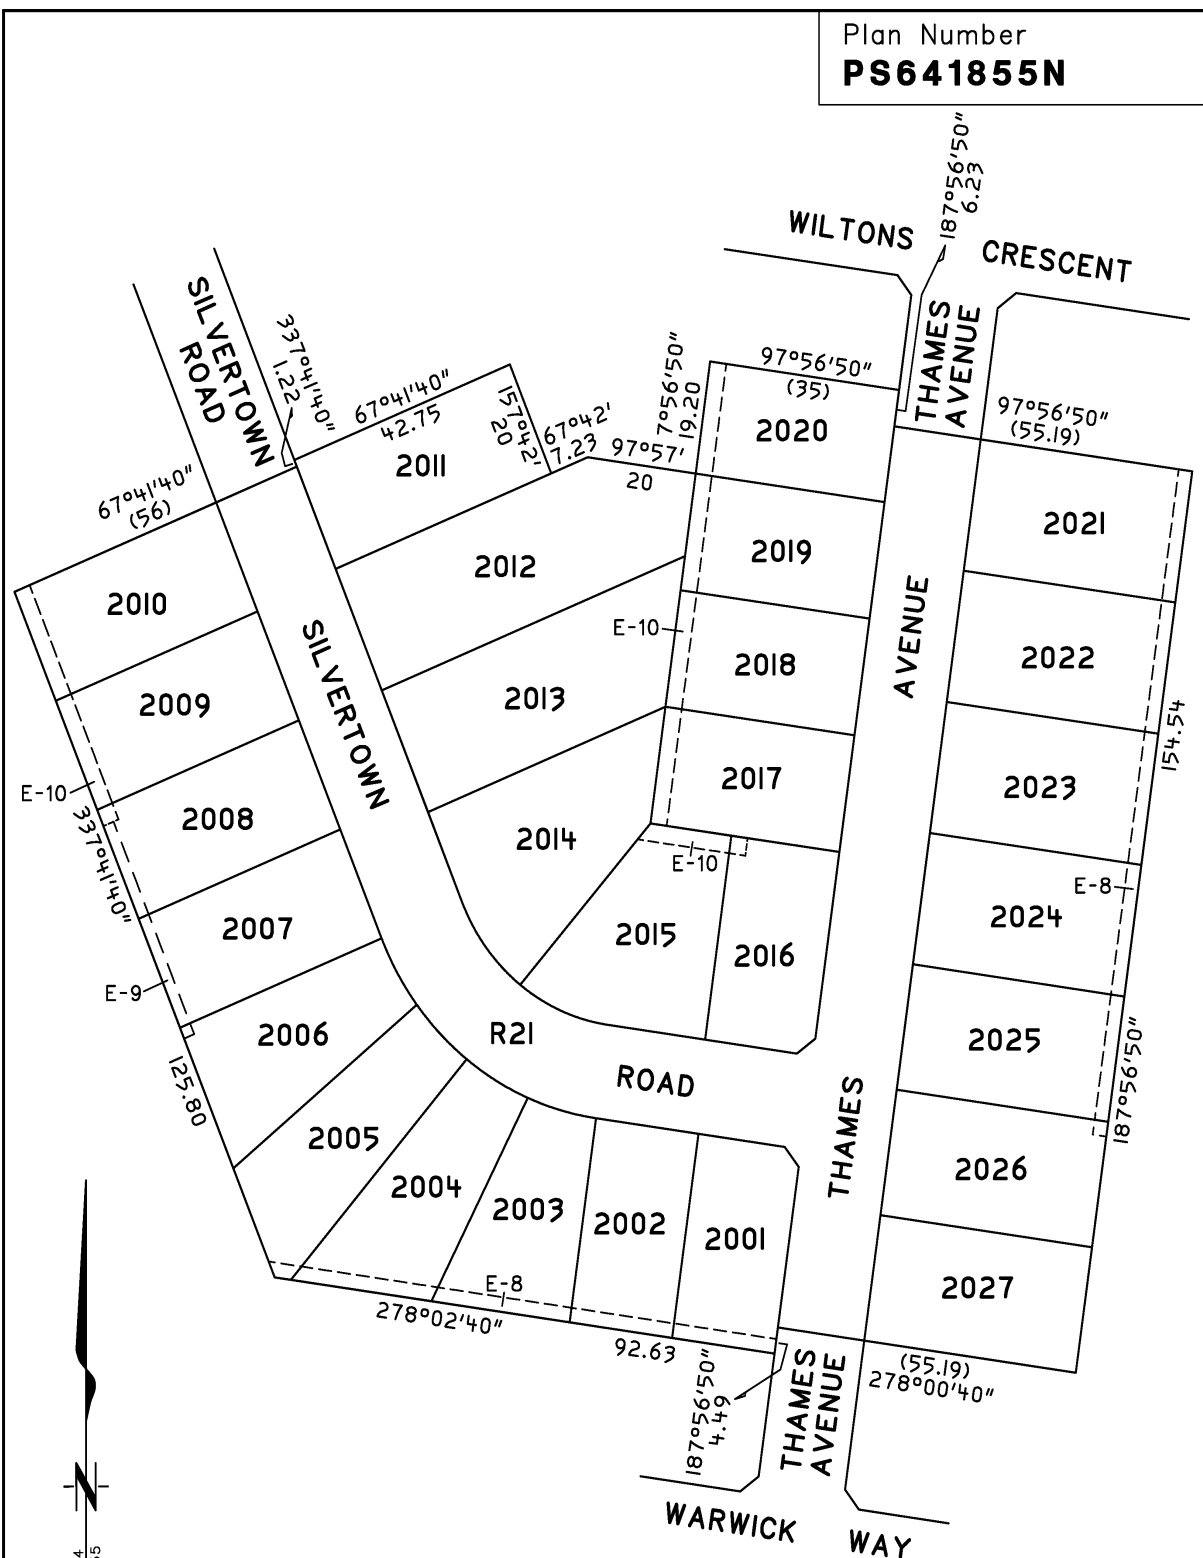 Plan Number
PS641855N
187°56'50"
6.23
WILTONS
CRESCENT
SILVERTOWN
ROAD
337°41'40"
1.22
67°41'40"
42.75
157°42'
20
67°42'
7.23
97°57'
20
7°56'50"
19.20
97°56'50"
(35)
THAMES
AVENUE
97°56'50"
(55.19)
67°41'40"
(56)
2011
2020
2021
2012
2019
2010
2022
E-10
2018
AVENUE
SILVERTOWN
2009
2013
154.54
2017
2023
E-10
2008
337°41'40"
2014
E-10
E-8
2024
2007
2015
2016
E-9
2006
R21
2025
ROAD
125.80
187°56'50"
THAMES
2005
2004
2003
2002
2001
2026
E-8
2027
278°02'40"
92.63
187°56'50"
4.49
THAMES
AVENUE
(55.19)
278°00'40"
N
WARWICK
WAY